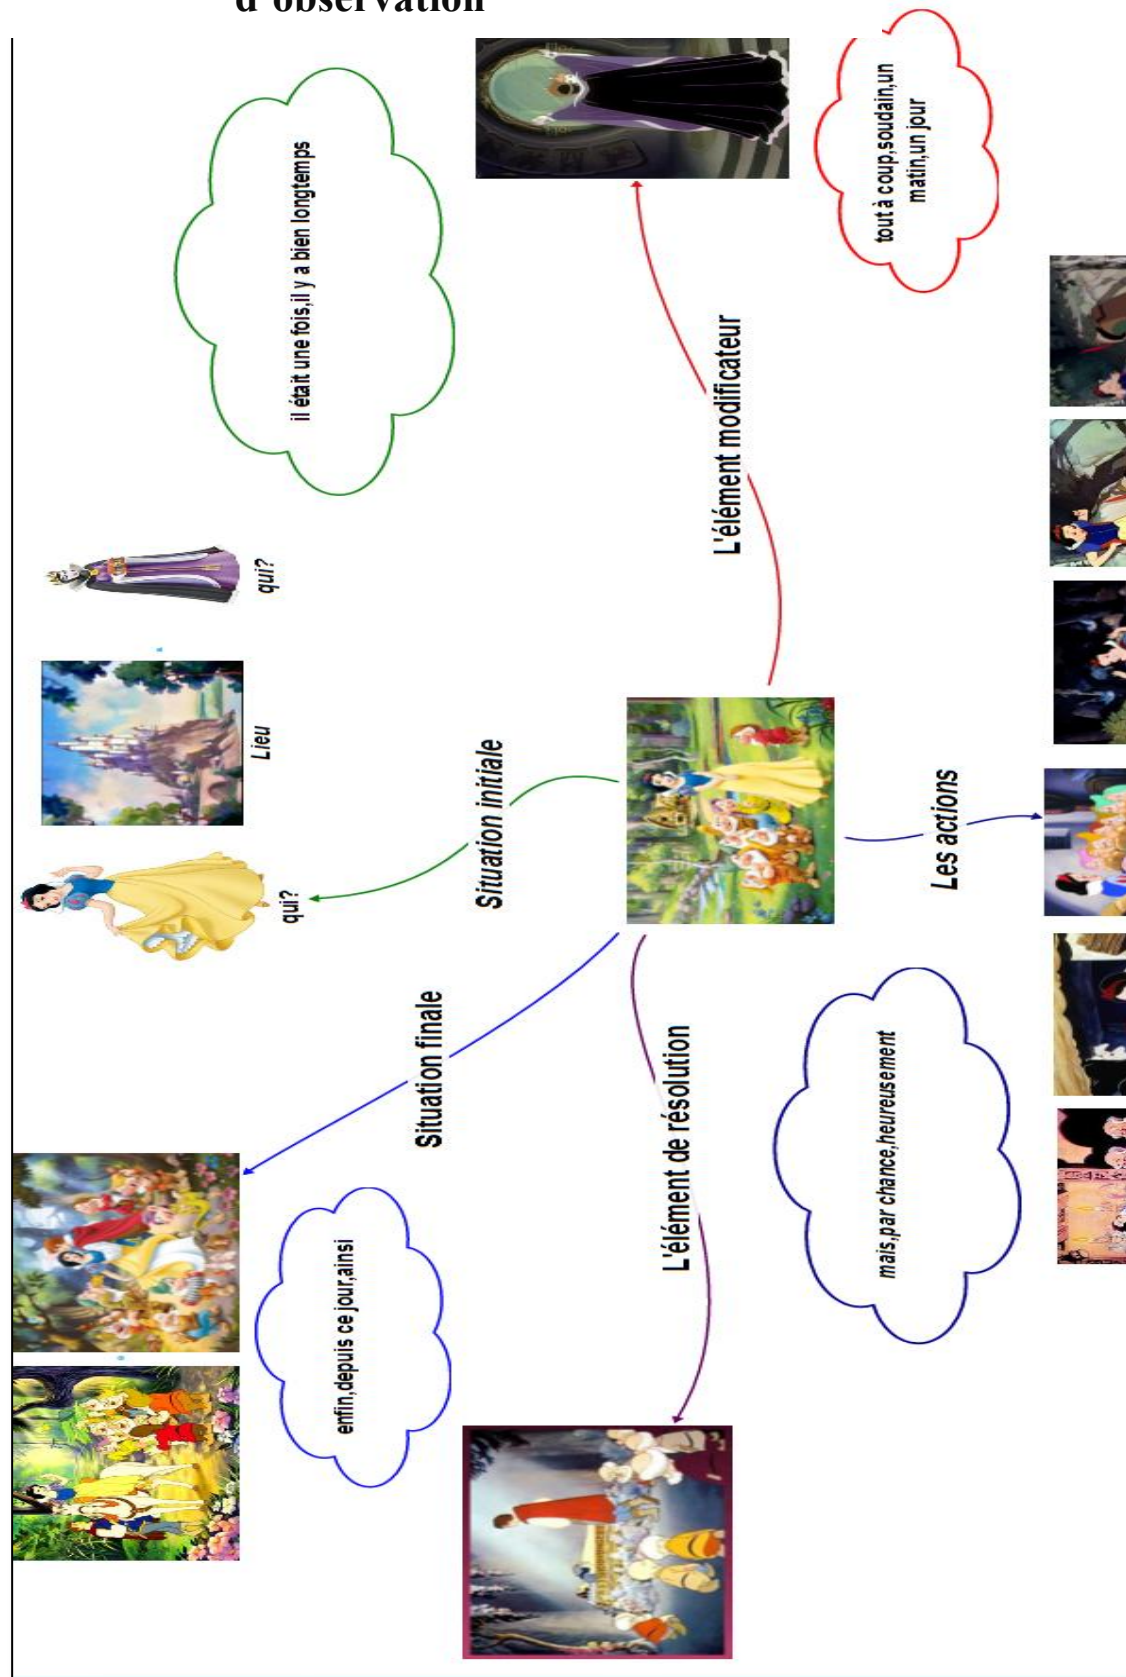 d'observation
il était une fois,il y a bien longtemps
tout à coup,soudain,un
matin,un jour
qui?
Lieu
qui?
Situation initiale
L'élément modificateur
Les actions
mais,par chance,heureusement
L'élément de résolution
Situation finale
enfin,depuis ce jour,ainsi